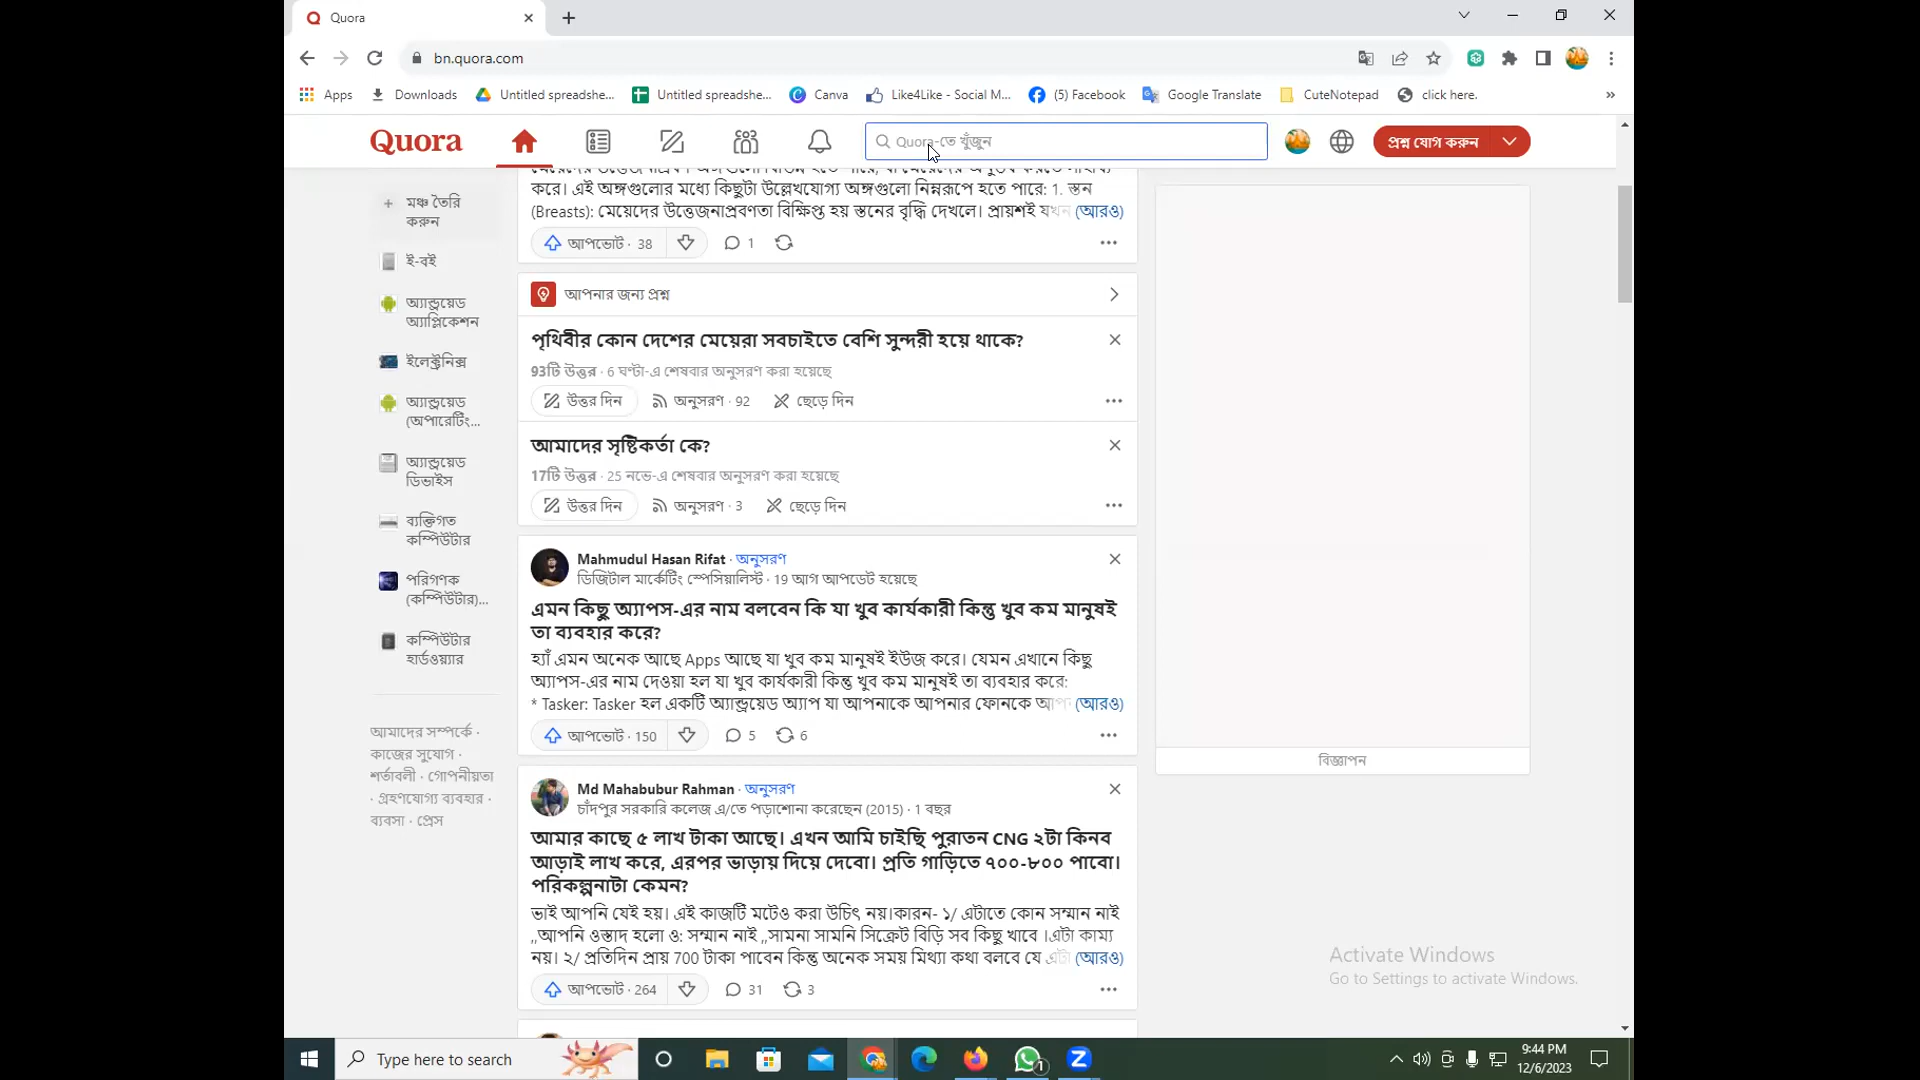 Quora
bn.quora.com
Apps
Downloads
Untitled spreadshe...
Untitled spreadshe...
Canva
Like4Like - Social M...
(5) Facebook
Google Translate
CuteNotepad
click here.
»
Quora
Quora-তে খুঁজুন
প্রশ্ন যোগ করুন
মঞ্চ তৈরি
করুন
ই-বই
অ্যান্ড্রয়েড
অ্যাপ্লিকেশন
ইলেক্ট্রনিক্স
অ্যান্ড্রয়েড
(অপারেটিং...
অ্যান্ড্রয়েড
ডিভাইস
ব্যক্তিগত
কম্পিউটার
পরিগণক
(কম্পিউটার)...
কম্পিউটার
হার্ডওয়্যার
আমাদের সম্পর্কে ·
কাজের সুযোগ ·
শর্তাবলী · গোপনীয়তা
· গ্রহণযোগ্য ব্যবহার ·
ব্যবসা · প্রেস
করে। এই অঙ্গগুলোর মধ্যে কিছুটা উল্লেখযোগ্য অঙ্গগুলো নিম্নরূপে হতে পারে: 1. স্তন
(Breasts): মেয়েদের উত্তেজনাপ্রবণতা বিক্ষিপ্ত হয় স্তনের বৃদ্ধি দেখলে। প্রায়শই যখন (আরও)
আপভোট · 38
1
আপনার জন্য প্রশ্ন
পৃথিবীর কোন দেশের মেয়েরা সবচাইতে বেশি সুন্দরী হয়ে থাকে?
93টি উত্তর · 6 ঘণ্টা-এ শেষবার অনুসরণ করা হয়েছে
উত্তর দিন
অনুসরণ · 92
ছেড়ে দিন
আমাদের সৃষ্টিকর্তা কে?
17টি উত্তর · 25 নভে-এ শেষবার অনুসরণ করা হয়েছে
উত্তর দিন
অনুসরণ · 3
ছেড়ে দিন
Mahmudul Hasan Rifat · অনুসরণ
ডিজিটাল মার্কেটিং স্পেসিয়ালিস্ট · 19 আগ আপডেট হয়েছে
এমন কিছু অ্যাপস-এর নাম বলবেন কি যা খুব কার্যকারী কিন্তু খুব কম মানুষই
তা ব্যবহার করে?
হ্যাঁ এমন অনেক আছে Apps আছে যা খুব কম মানুষই ইউজ করে। যেমন এখানে কিছু
অ্যাপস-এর নাম দেওয়া হল যা খুব কার্যকারী কিন্তু খুব কম মানুষই তা ব্যবহার করে:
* Tasker: Tasker হল একটি অ্যান্ড্রয়েড অ্যাপ যা আপনাকে আপনার ফোনকে (আরও)
আপভোট · 150
5
6
Md Mahabubur Rahman · অনুসরণ
চাঁদপুর সরকারি কলেজ এ/তে পড়াশোনা করেছেন (2015) · 1 বছর
আমার কাছে ৫ লাখ টাকা আছে। এখন আমি চাইছি পুরাতন CNG ২টা কিনব
আড়াই লাখ করে, এরপর ভাড়ায় দিয়ে দেবো। প্রতি গাড়িতে ৭০০-৮০০ পাবো।
পরিকল্পনাটা কেমন?
ভাই আপনি যেই হয়। এই কাজটি মটেও করা উচিৎ নয়।কারন- ১/ এটাতে কোন সম্মান নাই
,,আপনি ওস্তাদ হলো ও: সম্মান নাই ,,সামনা সামনি সিক্রেট বিড়ি সব কিছু খাবে ।এটা কাম্য
নয়। ২/ প্রতিদিন প্রায় 700 টাকা পাবেন কিন্তু অনেক সময় মিথ্যা কথা বলবে যে এটা (আরও)
আপভোট · 264
31
3
বিজ্ঞাপন
Activate Windows
Go to Settings to activate Windows.
Type here to search
1
9:44 PM
12/6/2023